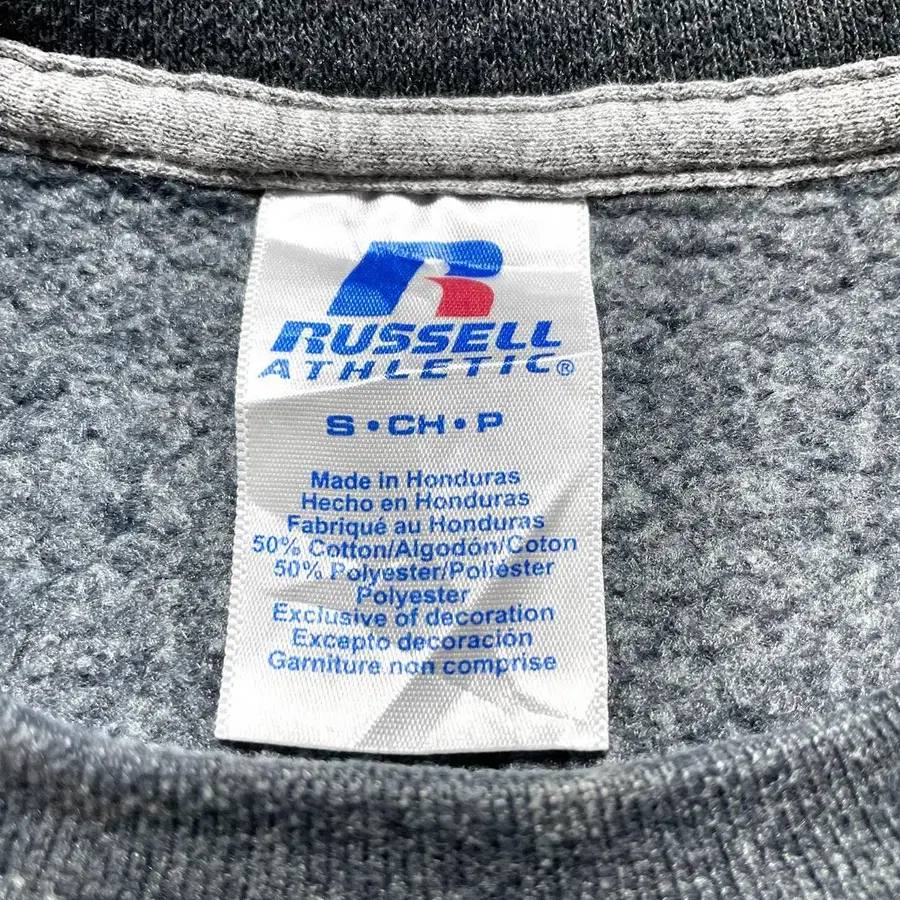 RUSSELL
ATHLETIC®
S•CH•P
Made in Honduras
Hecho en Honduras
Fabriqué au Honduras
50% Cotton/Algodón/Coton
50% Polyester/Poliéster
Polyester
Exclusive of decoration
Excepto decoración
Garniture non comprise